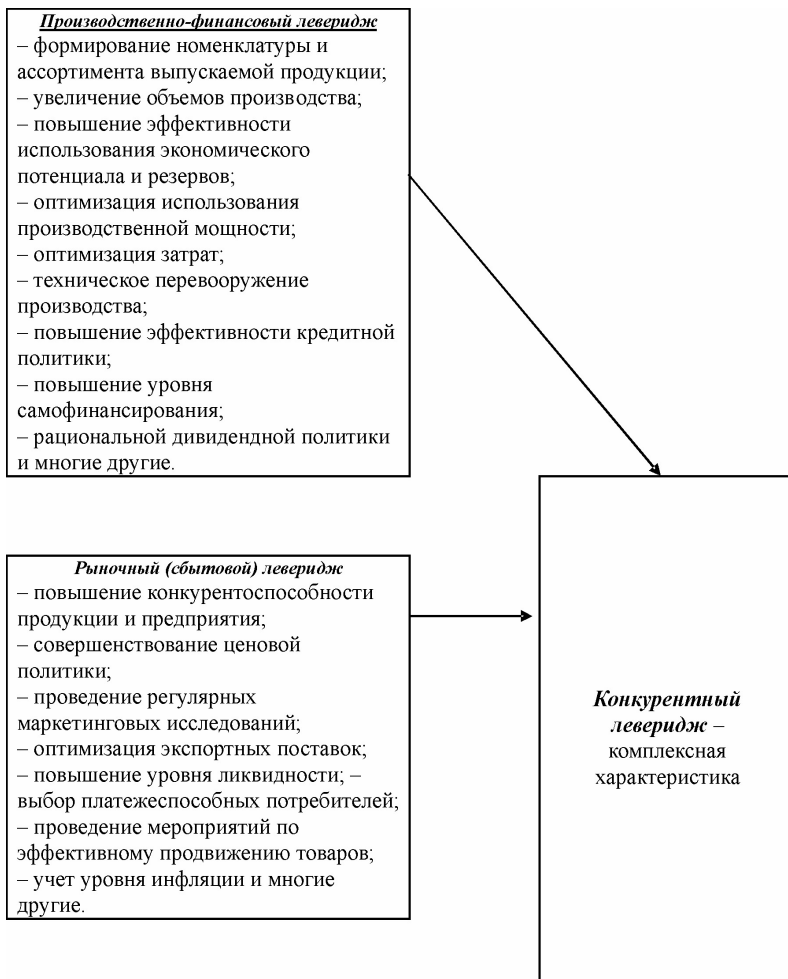 Производственно-финансовый леверидж
– формирование номенклатуры и
ассортимента выпускаемой продукции;
– увеличение объемов производства;
– повышение эффективности
использования экономического
потенциала и резервов;
– оптимизация использования
производственной мощности;
– оптимизация затрат;
– техническое перевооружение
производства;
– повышение эффективности кредитной
политики;
– повышение уровня
самофинансирования;
– рациональной дивидендной политики
и многие другие.
Рыночный (сбытовой) леверидж
– повышение конкурентоспособности
продукции и предприятия;
– совершенствование ценовой
политики;
– проведение регулярных
маркетинговых исследований;
– оптимизация экспортных поставок;
– повышение уровня ликвидности; –
выбор платежеспособных потребителей;
– проведение мероприятий по
эффективному продвижению товаров;
– учет уровня инфляции и многие
другие.
Конкурентный
леверидж –
комплексная
характеристика